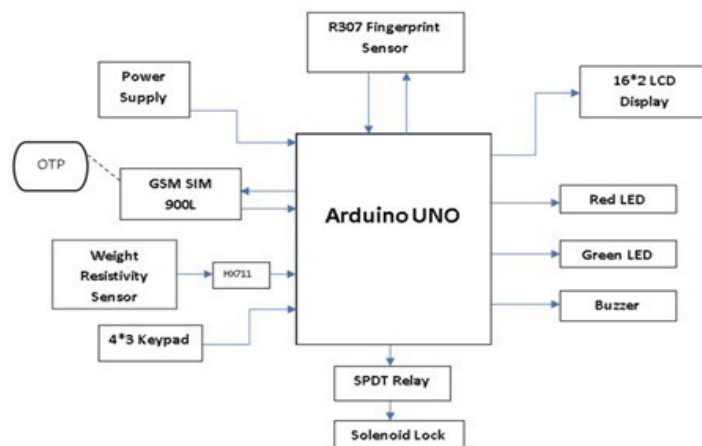 R307 Fingerprint
Sensor
Power
Supply
16*2 LCD
Display
OTP
GSM SIM
900L
Arduino UNO
Red LED
Weight
Resistivity
Sensor
HX711
Green LED
Buzzer
4*3 Keypad
SPDT Relay
Solenoid Lock